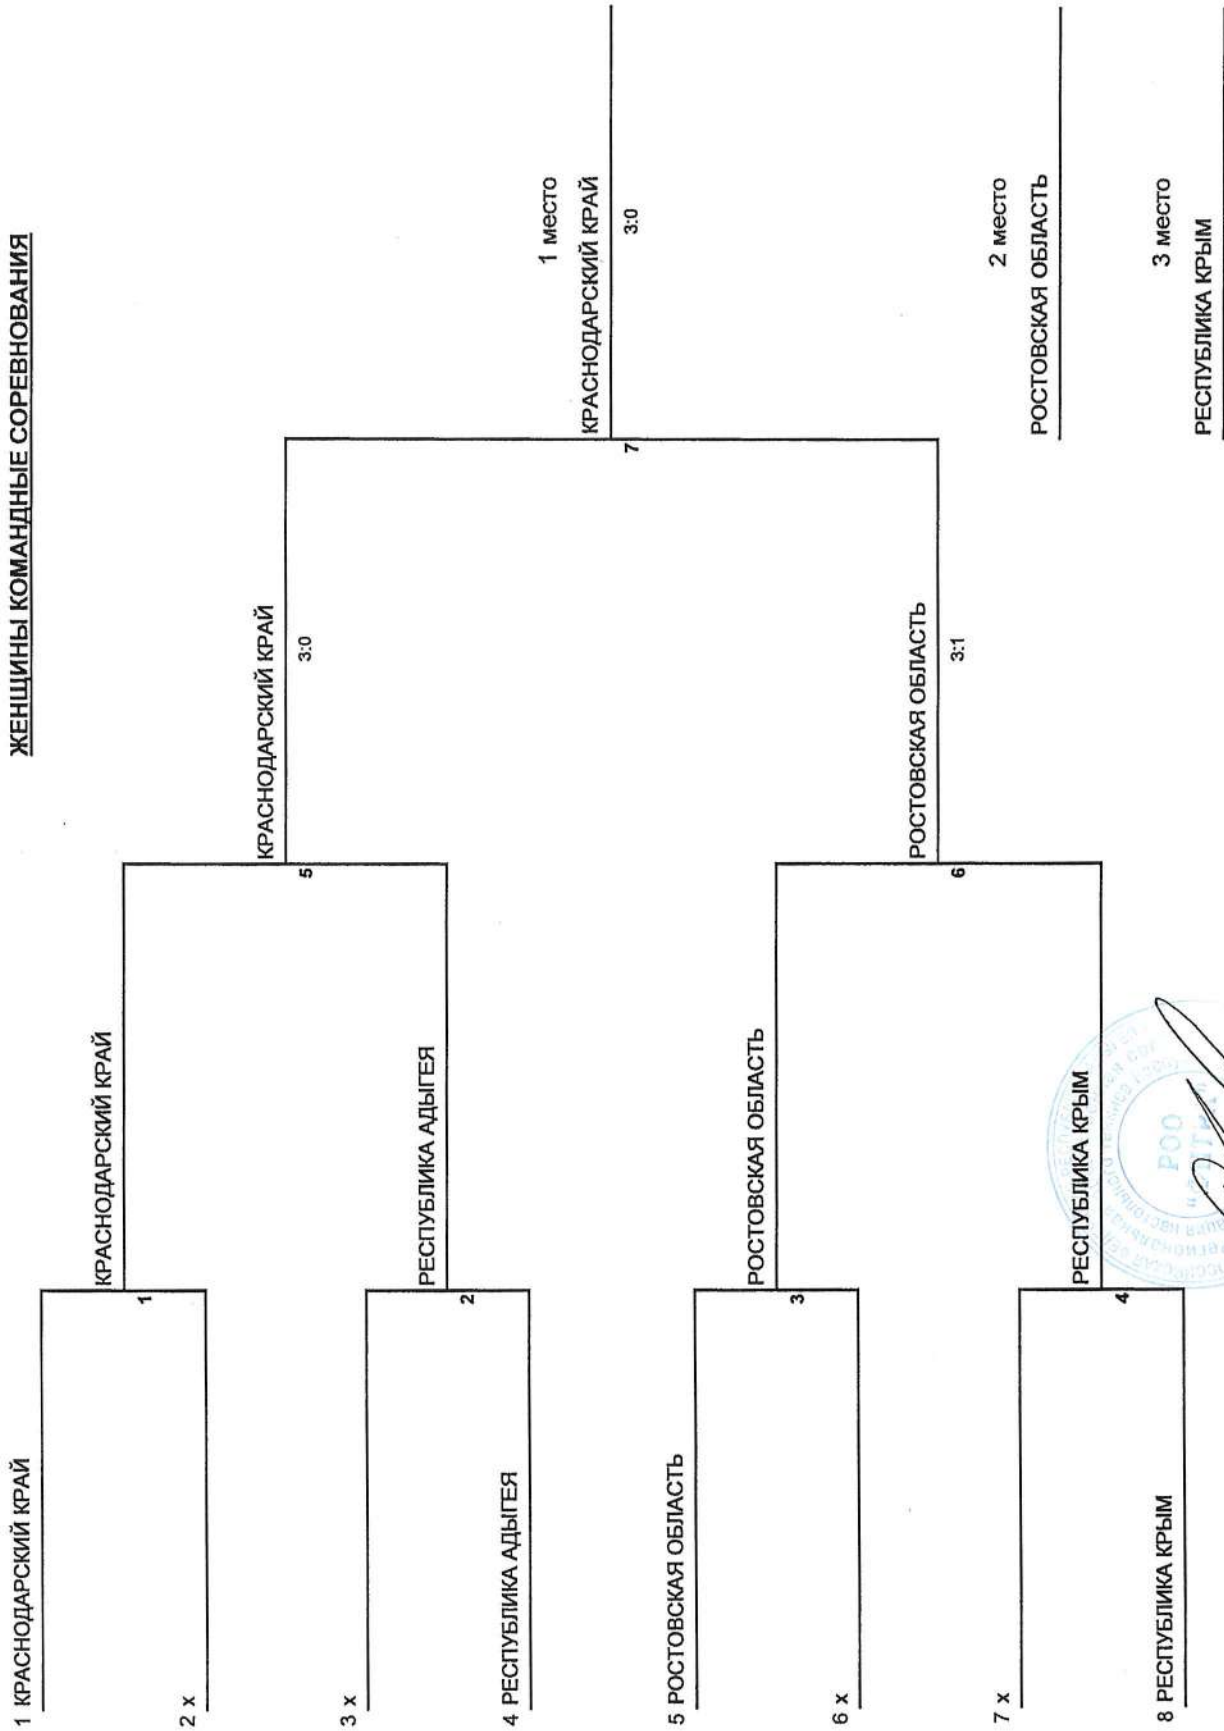 ЖЕНЩИНЫ КОМАНДНЫЕ СОРЕВНОВАНИЯ
1 КРАСНОДАРСКИЙ КРАЙ
КРАСНОДАРСКИЙ КРАЙ
1
2 х
КРАСНОДАРСКИЙ КРАЙ
5
3:0
3 х
РЕСПУБЛИКА АДЫГЕЯ
2
4 РЕСПУБЛИКА АДЫГЕЯ
1 место
КРАСНОДАРСКИЙ КРАЙ
7
3:0
5 РОСТОВСКАЯ ОБЛАСТЬ
РОСТОВСКАЯ ОБЛАСТЬ
3
6 х
РОСТОВСКАЯ ОБЛАСТЬ
6
3:1
7 х
РЕСПУБЛИКА КРЫМ
4
8 РЕСПУБЛИКА КРЫМ
2 место
РОСТОВСКАЯ ОБЛАСТЬ
3 место
РЕСПУБЛИКА КРЫМ
РОО